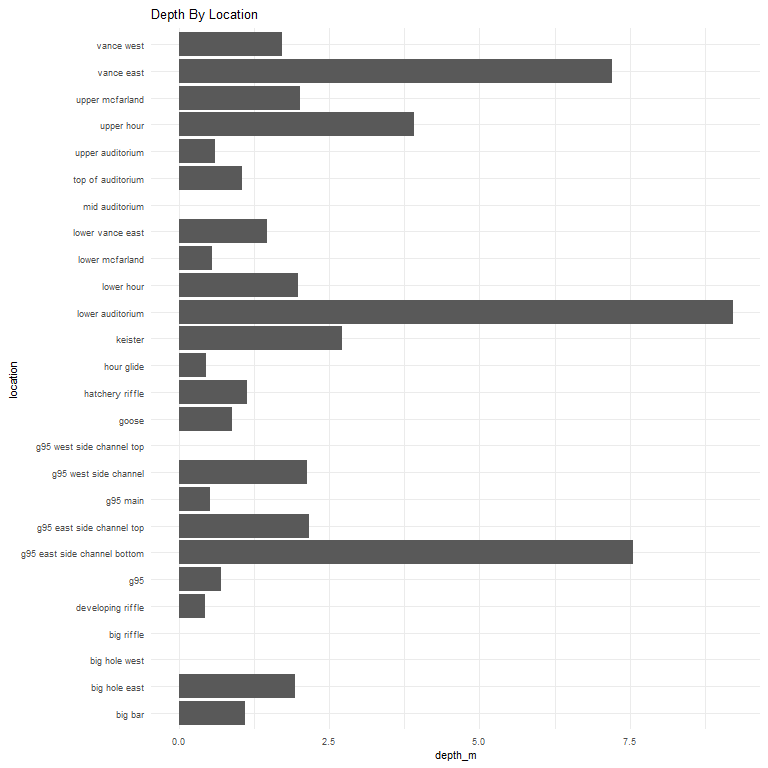 Depth By Location
vance west
vance east
upper mcfarland
upper hour
upper auditorium
top of auditorium
mid auditorium
lower vance east
lower mcfarland
lower hour
lower auditorium
keister
hour glide
hatchery riffle
goose
g95 west side channel top
g95 west side channel
g95 main
g95 east side channel top
g95 east side channel bottom
g95
developing riffle
big riffle
big hole west
big hole east
big bar
location
0.0 2.5 5.0 7.5
depth_m